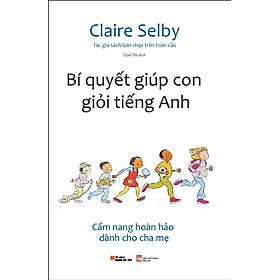 Claire Selby
Tác giả sách bán chạy trên toàn cầu
Quế Chi dịch
Bí quyết giúp con
giỏi tiếng Anh
Cẩm nang hoàn hảo
dành cho cha mẹ